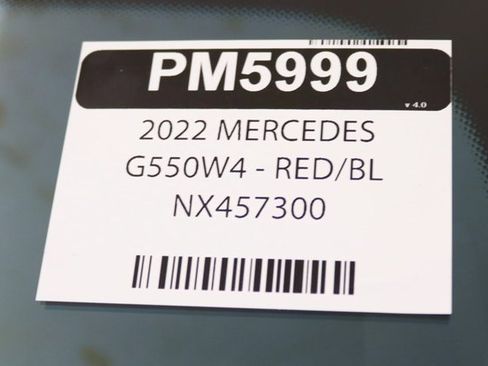 PM5999
v 4.0
2022 MERCEDES
G550W4 - RED/BL
NX457300